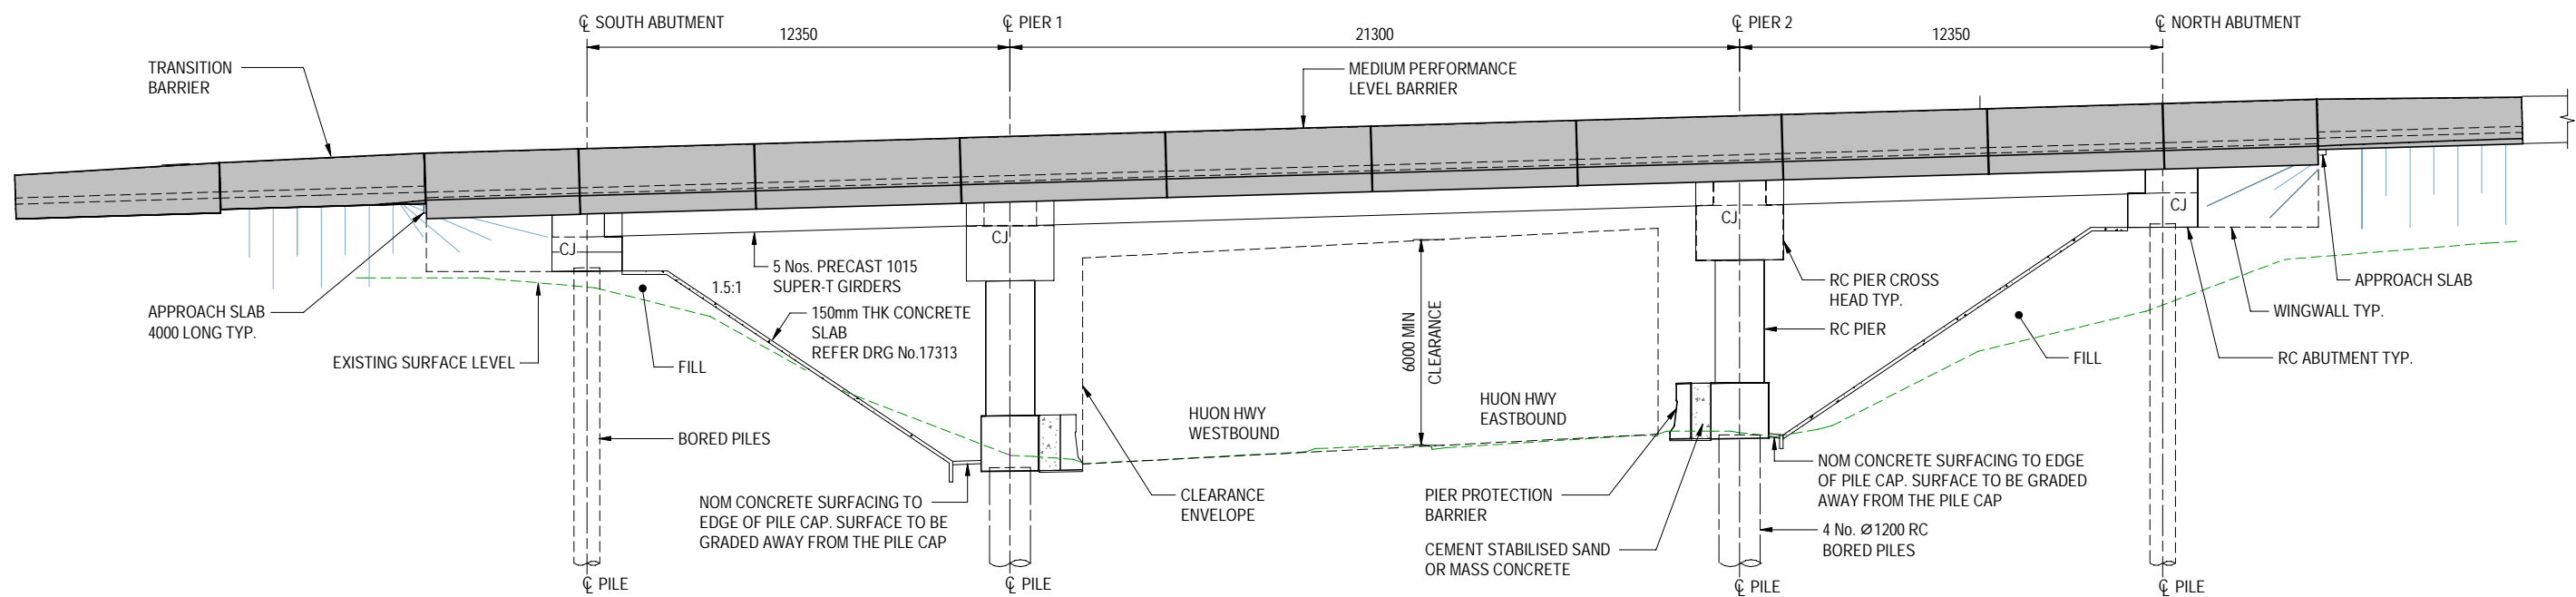 ℄ SOUTH ABUTMENT
℄ PIER 1
℄ PIER 2
℄ NORTH ABUTMENT
12350
21300
12350
TRANSITION
BARRIER
MEDIUM PERFORMANCE
LEVEL BARRIER
CJ
CJ
CJ
CJ
APPROACH SLAB
4000 LONG TYP.
EXISTING SURFACE LEVEL
FILL
1.5:1
5 Nos. PRECAST 1015
SUPER-T GIRDERS
150mm THK CONCRETE
SLAB
REFER DRG No.17313
6000 MIN
CLEARANCE
RC PIER CROSS
HEAD TYP.
RC PIER
APPROACH SLAB
WINGWALL TYP.
RC ABUTMENT TYP.
FILL
HUON HWY
WESTBOUND
HUON HWY
EASTBOUND
BORED PILES
NOM CONCRETE SURFACING TO
EDGE OF PILE CAP. SURFACE TO BE
GRADED AWAY FROM THE PILE CAP
CLEARANCE
ENVELOPE
PIER PROTECTION
BARRIER
CEMENT STABILISED SAND
OR MASS CONCRETE
NOM CONCRETE SURFACING TO EDGE
OF PILE CAP. SURFACE TO BE GRADED
AWAY FROM THE PILE CAP
4 No. Ø1200 RC
BORED PILES
℄ PILE
℄ PILE
℄ PILE
℄ PILE